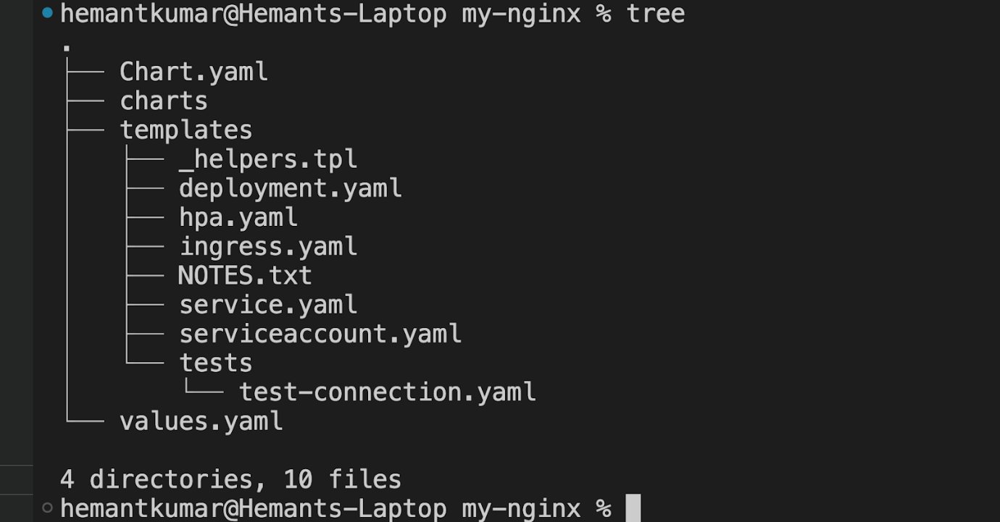 hemantkumar@Hemants-Laptop my-nginx % tree
.
├── Chart.yaml
├── charts
├── templates
│   ├── _helpers.tpl
│   ├── deployment.yaml
│   ├── hpa.yaml
│   ├── ingress.yaml
│   ├── NOTES.txt
│   ├── service.yaml
│   ├── serviceaccount.yaml
│   └── tests
│       └── test-connection.yaml
└── values.yaml
4 directories, 10 files
hemantkumar@Hemants-Laptop my-nginx %